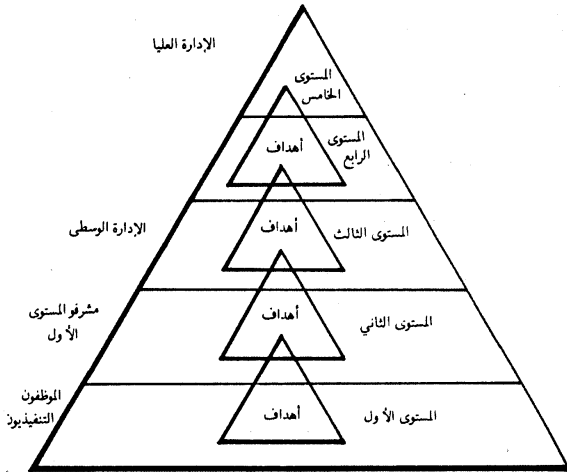 الإدارة العليا
المستوى
الخامس
المستوى
الرابع
أهداف
الإدارة الوسطى
المستوى الثالث
أهداف
مشرفو المستوى
الأول
المستوى الثاني
أهداف
الموظفون
التنفيذيون
المستوى الأول
أهداف